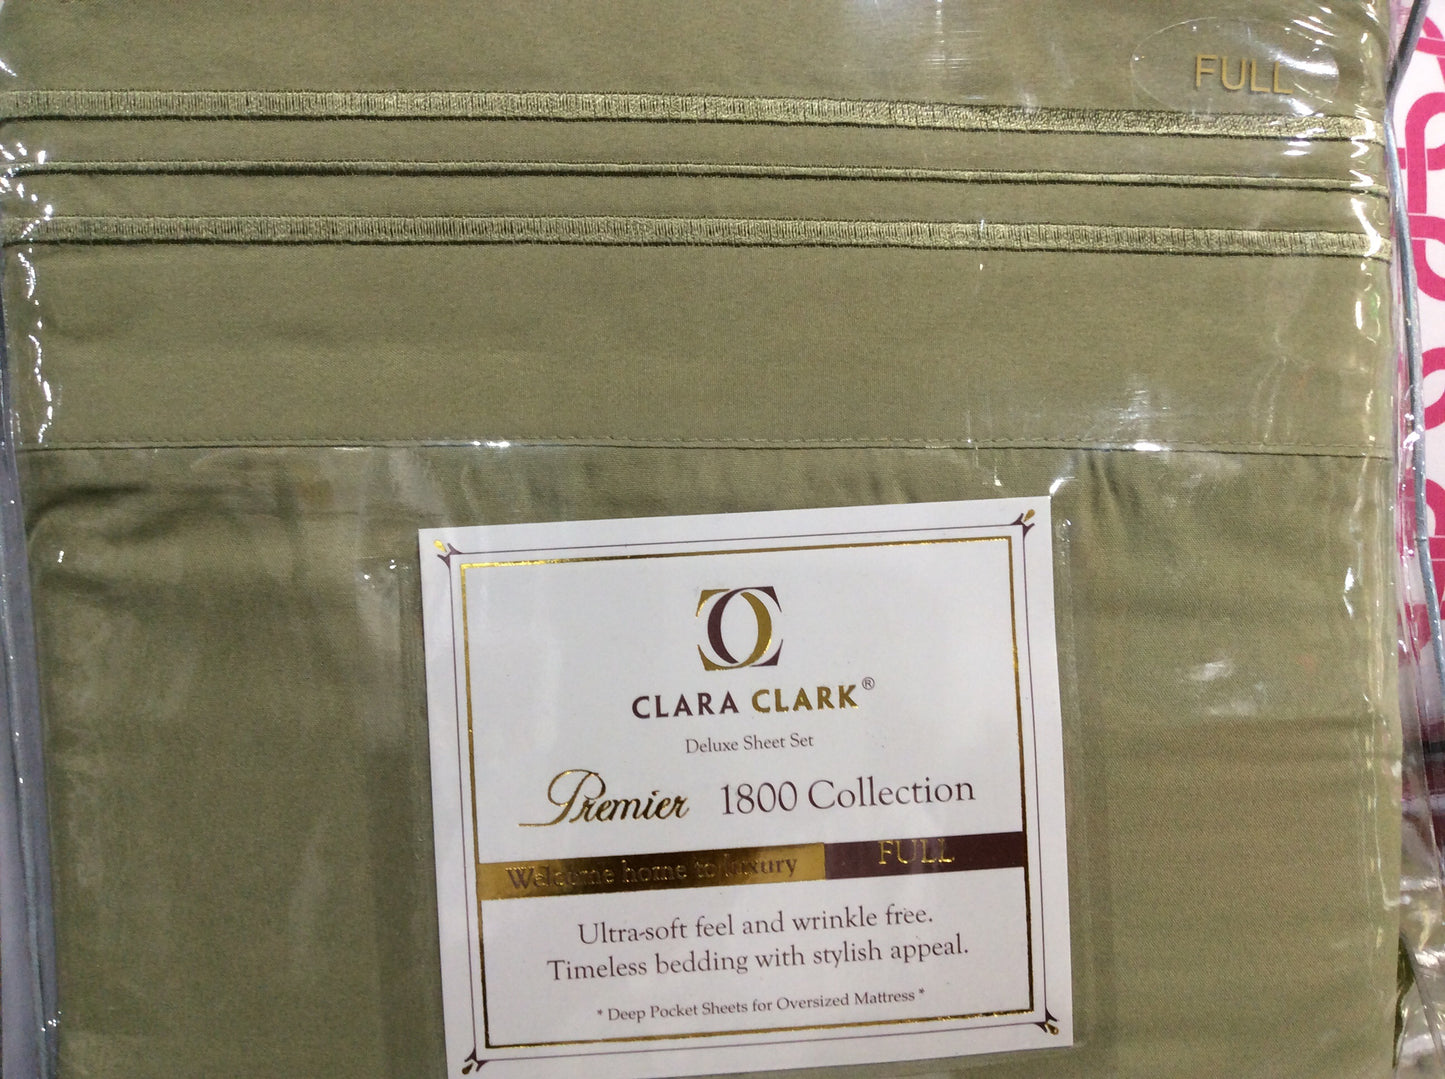 FULL
CLARA CLARK®
Deluxe Sheet Set
Premier 1800 Collection
Welcome home to luxury FULL
Ultra-soft feel and wrinkle free.
Timeless bedding with stylish appeal.
* Deep Pocket Sheets for Oversized Mattress *